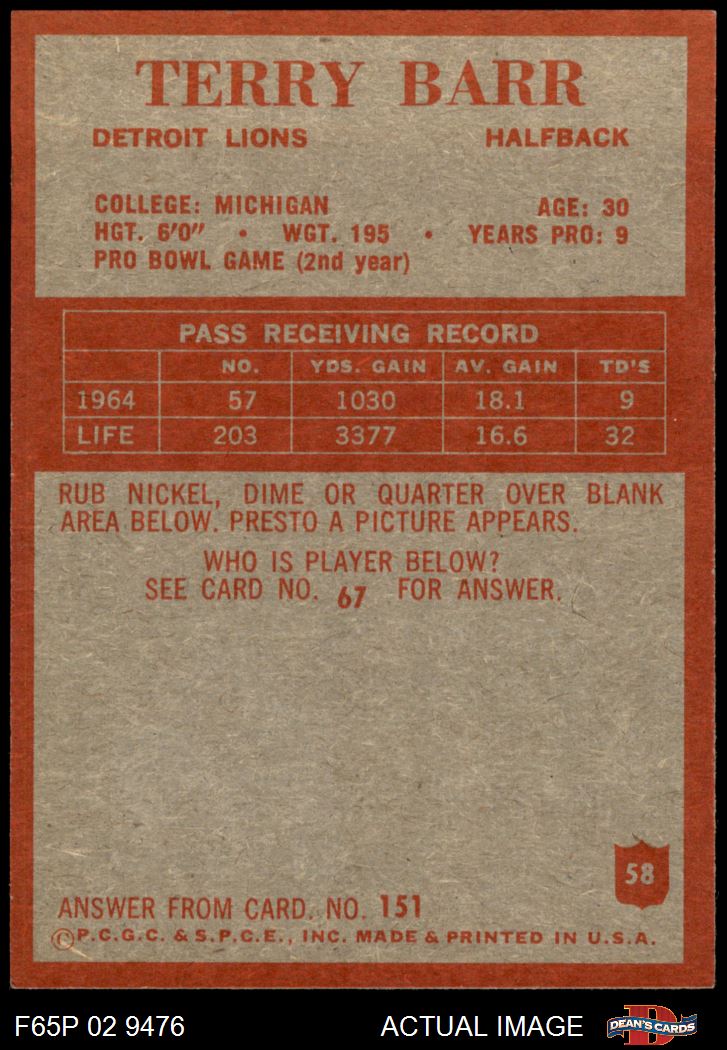 TERRY BARR
DETROIT LIONS HALFBACK
COLLEGE: MICHIGAN AGE: 30
HGT. 6'0" • WGT. 195 • YEARS PRO: 9
PRO BOWL GAME (2nd year)
PASS RECEIVING RECORD
NO. YDS. GAIN AV. GAIN TD'S
1964 57 1030 18.1 9
LIFE 203 3377 16.6 32
RUB NICKEL, DIME OR QUARTER OVER BLANK
AREA BELOW. PRESTO A PICTURE APPEARS.
WHO IS PLAYER BELOW?
SEE CARD NO. 67 FOR ANSWER.
58
ANSWER FROM CARD. NO. 151
©P.C.G.C. & S.P.C.E., INC. MADE & PRINTED IN U.S.A.
F65P 02 9476 ACTUAL IMAGE D DEAN'S CARDS